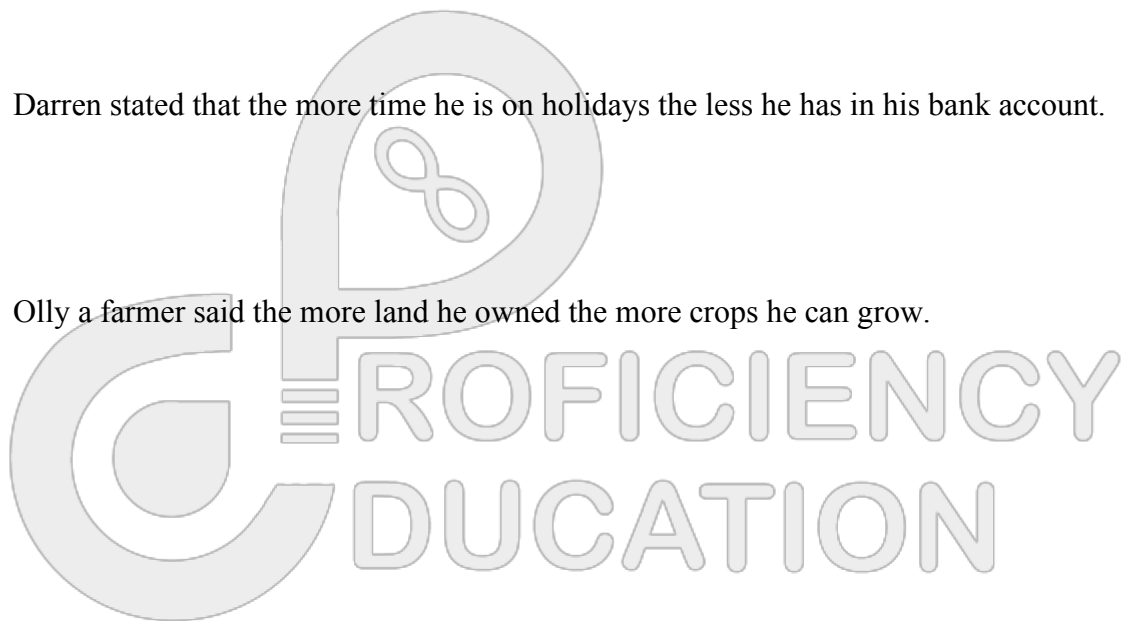 Darren stated that the more time he is on holidays the less he has in his bank account.
Olly a farmer said the more land he owned the more crops he can grow.
PROFICIENCY
EDUCATION